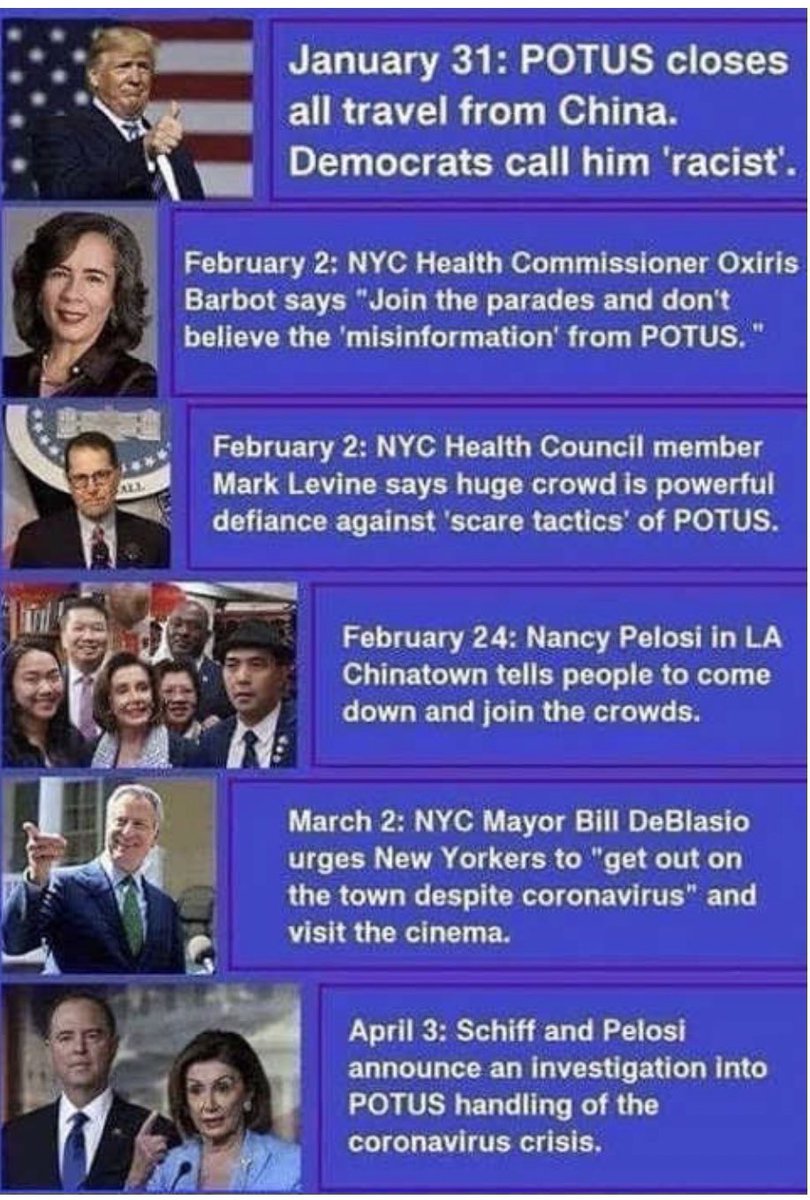 January 31: POTUS closes
all travel from China.
Democrats call him 'racist'.
February 2: NYC Health Commissioner Oxiris
Barbot says "Join the parades and don't
believe the 'misinformation' from POTUS. "
ALL
February 2: NYC Health Council member
Mark Levine says huge crowd is powerful
defiance against 'scare tactics' of POTUS.
February 24: Nancy Pelosi in LA
Chinatown tells people to come
down and join the crowds.
March 2: NYC Mayor Bill DeBlasio
urges New Yorkers to "get out on
the town despite coronavirus" and
visit the cinema.
April 3: Schiff and Pelosi
announce an investigation into
POTUS handling of the
coronavirus crisis.